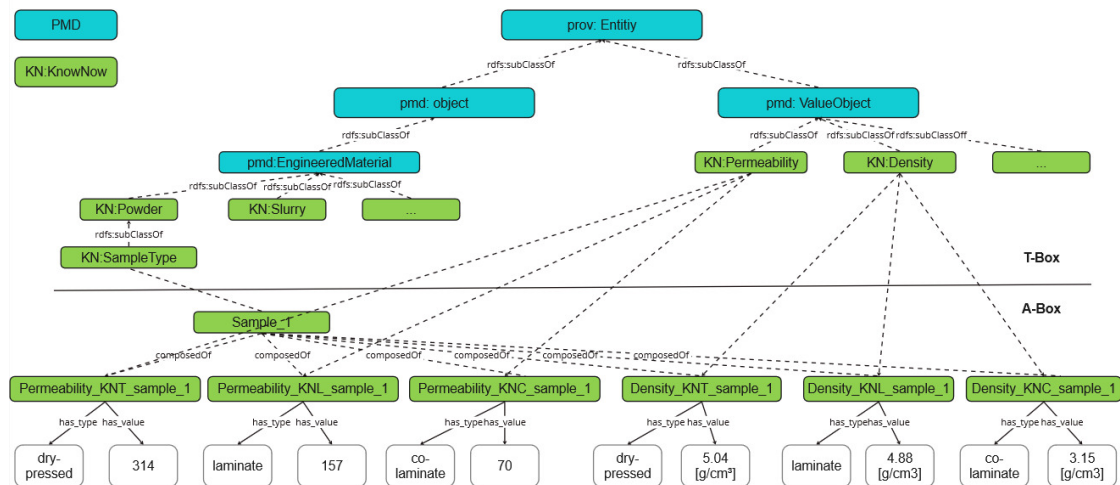 PMD
prov: Entitiy
KN:KnowNow
rdfs:subClassOf
rdfs:subClassOf
pmd: object
pmd: ValueObject
rdfs:subClassOf
rdfs:subClassOf
rdfs:subClassOf
rdfs:subClassOff
pmd:EngineeredMaterial
KN:Permeability
KN:Density
...
rdfs:subClassOf
rdfs:subClassOf
rdfs:subClassOf
KN:Powder
KN:Slurry
...
rdfs:subClassOf
KN:SampleType
T-Box
A-Box
Sample_1
composedOf
composedOf
composedOf
composedOf
composedOf
composedOf
Permeability_KNT_sample_1
Permeability_KNL_sample_1
Permeability_KNC_sample_1
Density_KNT_sample_1
Density_KNL_sample_1
Density_KNC_sample_1
has_type
has_value
has_type
has_value
has_type
has_value
has_type
has_value
has_type
has_value
has_type
has_value
dry-
pressed
314
laminate
157
co-
laminate
70
dry-
pressed
5.04
[g/cm³]
laminate
4.88
[g/cm3]
co-
laminate
3.15
[g/cm3]